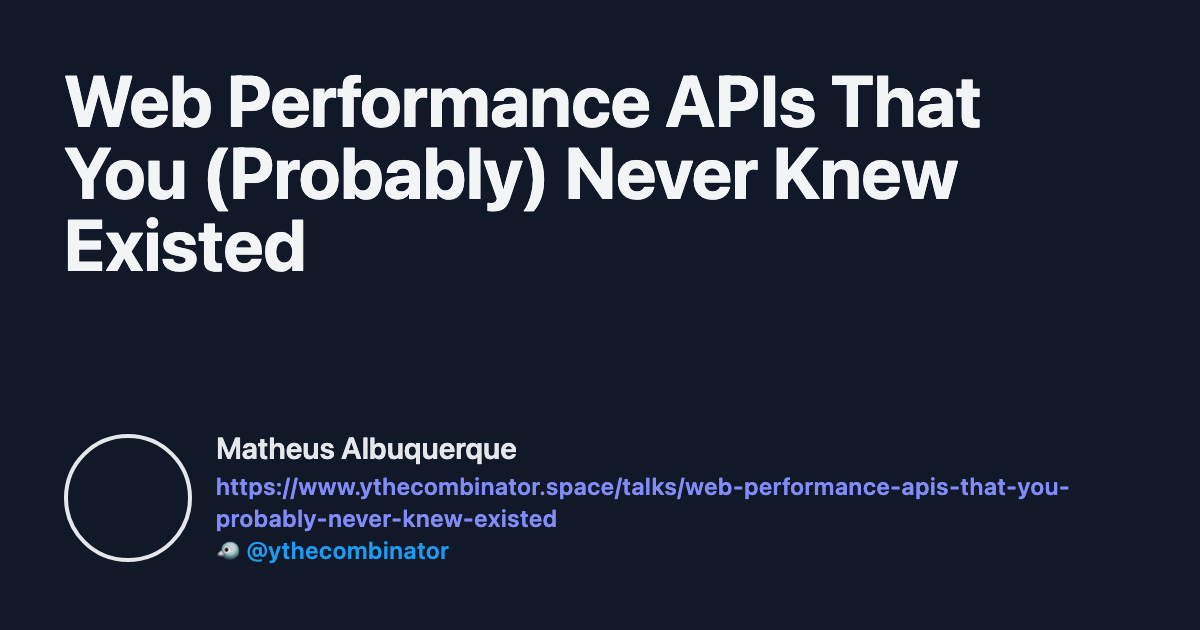 Web Performance APIs That
You (Probably) Never Knew
Existed
Matheus Albuquerque
https://www.ythecombinator.space/talks/web-performance-apis-that-you-
probably-never-knew-existed
@ythecombinator